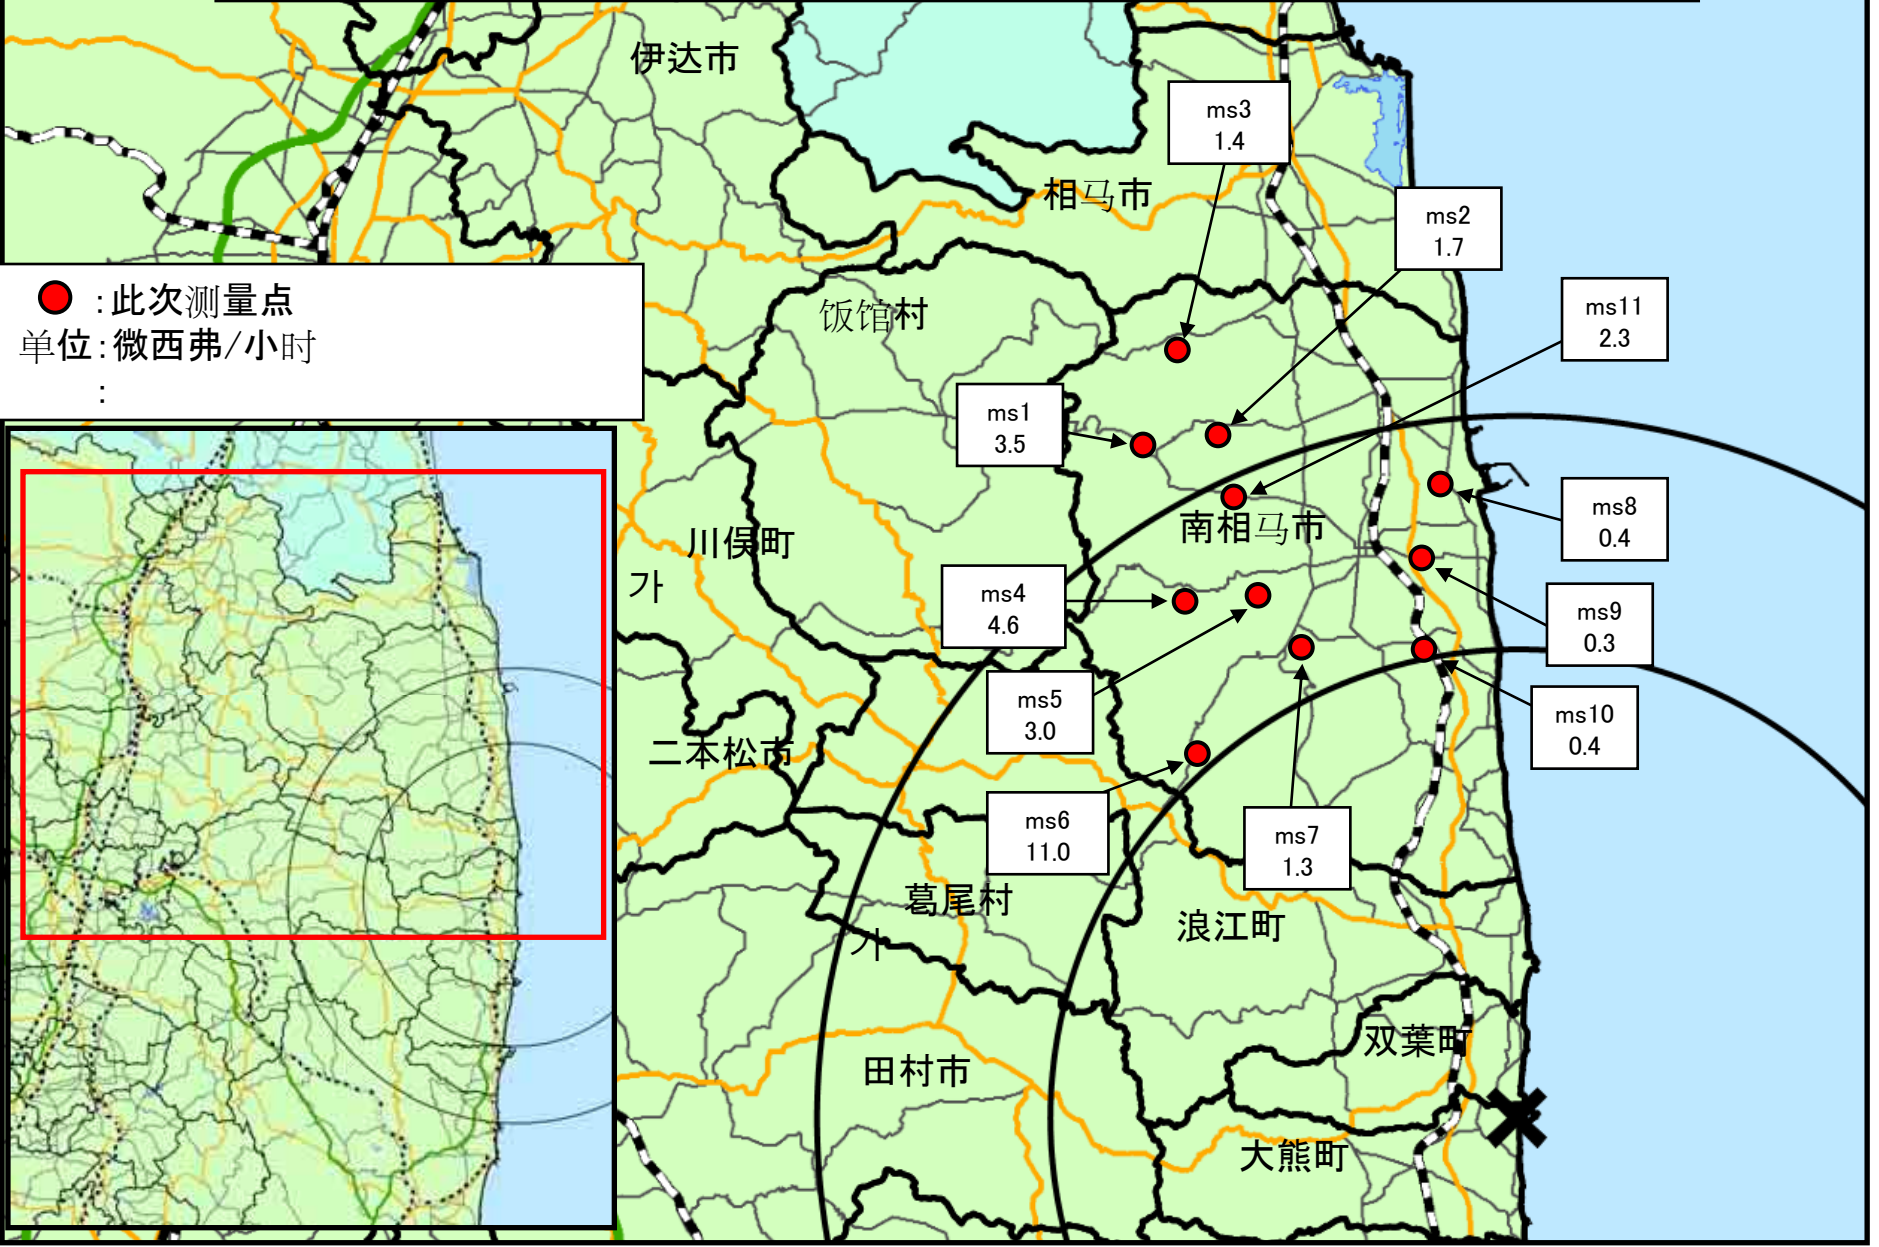 伊达市
ms3
1.4
相马市
ms2
1.7
:此次测量点
单位:微西弗/小时
:
饭馆村
ms11
2.3
ms1
3.5
ms8
0.4
川俣町
南相马市
가
ms4
4.6
ms9
0.3
ms5
3.0
ms10
0.4
二本松市
ms6
11.0
ms7
1.3
葛尾村
浪江町
가
双葉町
田村市
大熊町